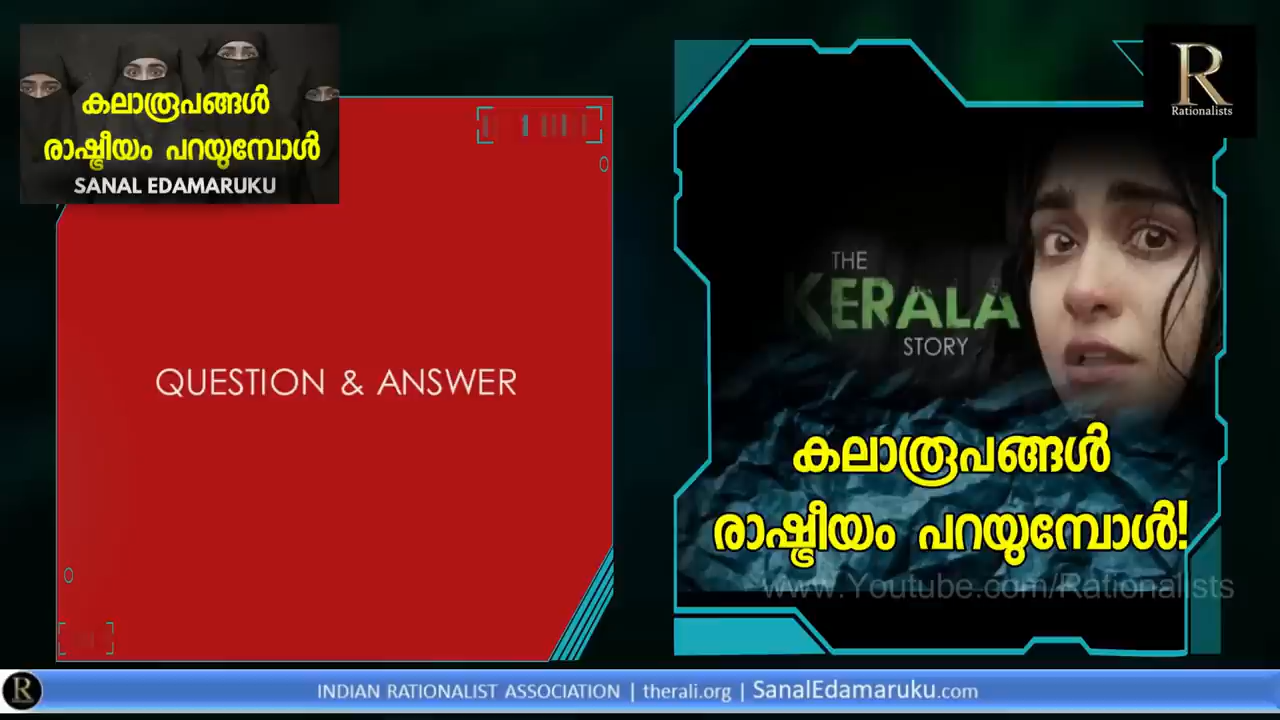 കലാരൂപങ്ങൾ
രാഷ്ട്രീയം പറയുമ്പോൾ
SANAL EDAMARUKU
QUESTION & ANSWER
R
Rationalists
THE
KERALA
STORY
കലാരൂപങ്ങൾ
രാഷ്ട്രീയം പറയുമ്പോൾ!
www.Youtube.com/Rationalists
R
INDIAN RATIONALIST ASSOCIATION | therali.org | SanalEdamaruku.com